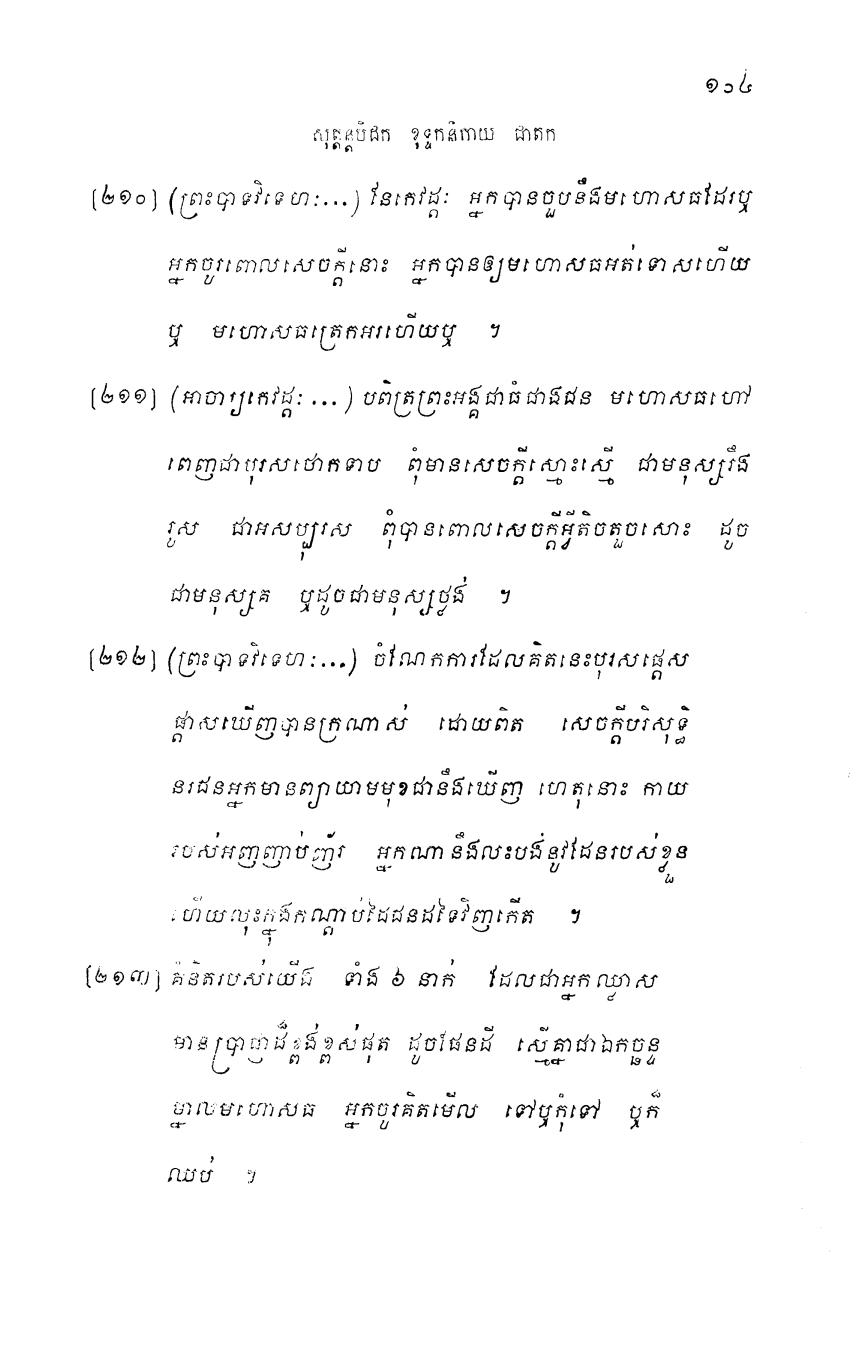 ១០៤
សុត្តន្តបិដក ខុទ្ទកនិកាយ ជាតក
[២១០] (ព្រះបាទវិទេហៈ...) នែកេវដ្តៈ អ្នកបានចួបនឹងមហោសធដែរឬ
អ្នកចូរពោលសេចក្តីនោះ អ្នកបានឲ្យមហោសធអត់ទោសហើយ
ឬ មហោសធត្រេកអរហើយឬ ។
[២១១] (អាចារ្យកេវដ្តៈ ...) បពិត្រព្រះអង្គជាធំជាងជន មហោសធហៅ
ពេញជាបុរសថោកទាប ពុំមានសេចក្តីស្មោះស្មើ ជាមនុស្សរឹង
រូស ជាអសប្បុរស ពុំបានពោលសេចក្តីអ្វីតិចតួចសោះ ដូច
ជាមនុស្សគ ឬដូចជាមនុស្សថ្លង់ ។
[២១២] (ព្រះបាទវិទេហៈ...) ចំណែកការដែលគិតនេះបុរសផ្តេស
ផ្តាសឃើញបានក្រណាស់ ដោយពិត សេចក្តីបរិសុទ្ធិ
នរជនអ្នកមានព្យាយាមមុខជានឹងឃើញ ហេតុនោះ កាយ
របស់អញញាប់ញ័រ អ្នកណានឹងលះបង់នូវដែនរបស់ខ្លួន
ហើយលុះក្នុងកណ្តាប់ដៃជនដទៃវិញកើត ។
[២១៣] គំនិតរបស់យើង ទាំង ៦ នាក់ ដែលជាអ្នកឈ្លាស
មានប្រាជ្ញាដ៏ខ្ពង់ខ្ពស់ផុត ដូចផែនដី ស្មើគ្នាជាឯកច្ឆន្ទ
ម្នាលមហោសធ អ្នកចូរគិតមើល ទៅឬកុំទៅ ឬក៏
ឈប់ ។